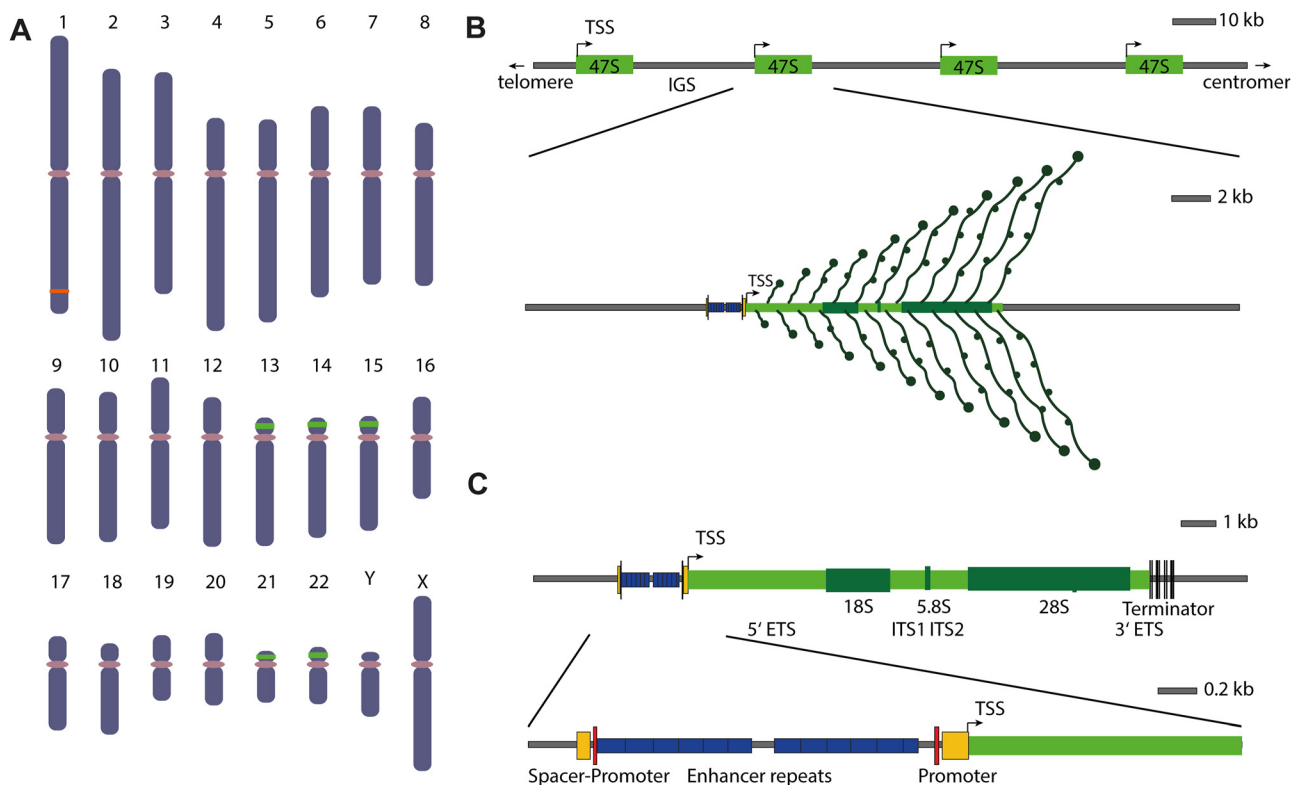 A
1 2 3 4 5 6 7 8
9 10 11 12 13 14 15 16
17 18 19 20 21 22 Y X
B
10 kb
TSS
47S 47S 47S 47S
telomere
IGS
centromer
2 kb
TSS
C
1 kb
TSS
18S 5.8S 28S Terminator
5‘ ETS ITS1 ITS2 3‘ ETS
0.2 kb
TSS
Spacer-Promoter Enhancer repeats Promoter